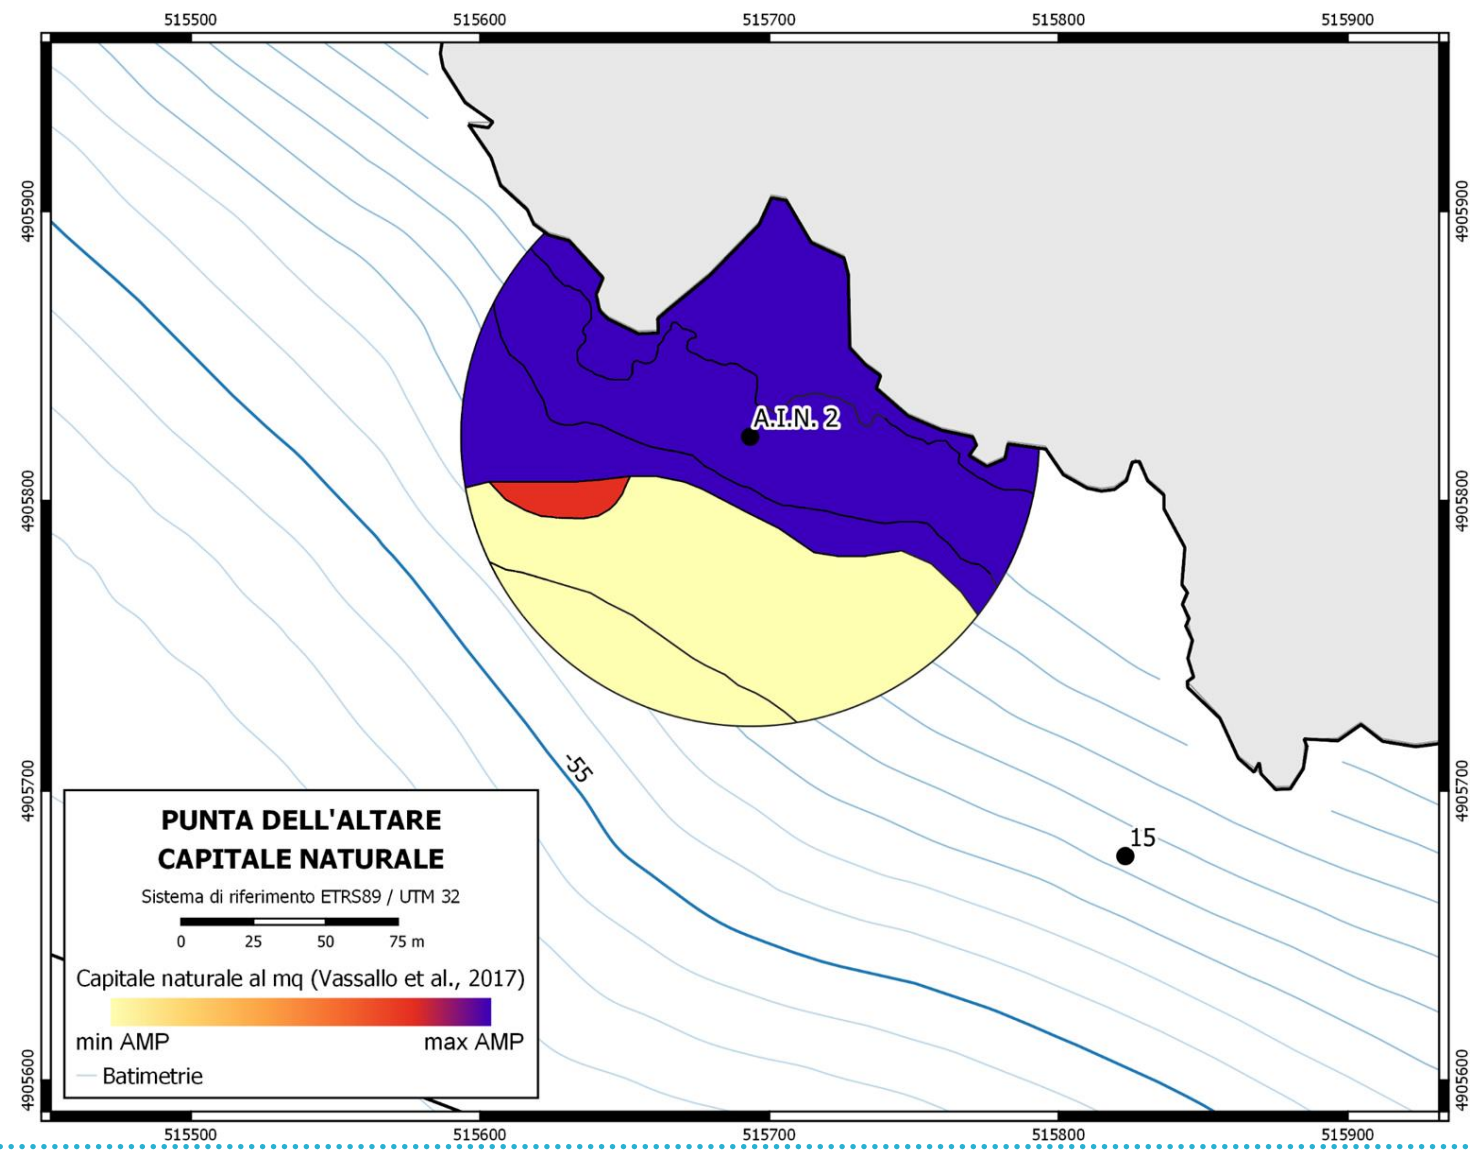 515500 515600 515700 515800 515900
4905900 4905900
A.I.N. 2
4905800 4905800
-55
4905700 4905700
15
PUNTA DELL'ALTARE
CAPITALE NATURALE
Sistema di riferimento ETRS89 / UTM 32
0 25 50 75 m
Capitale naturale al mq (Vassallo et al., 2017)
min AMP max AMP
Batimetrie
4905600 4905600
515500 515600 515700 515800 515900